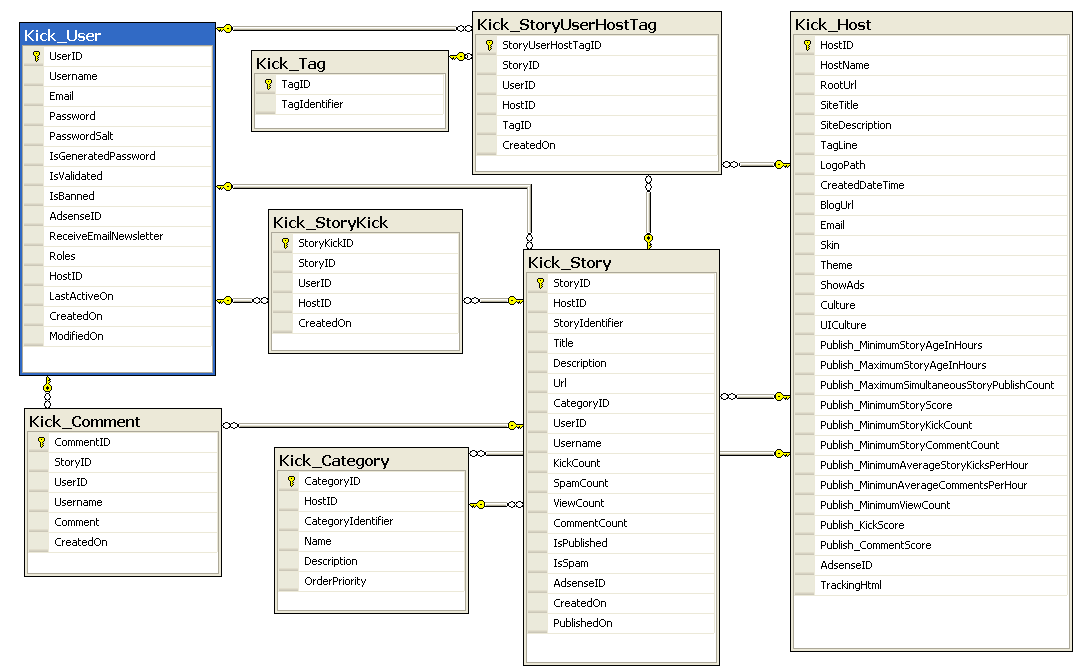 Kick_User
UserID
Username
Email
Password
PasswordSalt
IsGeneratedPassword
IsValidated
IsBanned
AdsenseID
ReceiveEmailNewsletter
Roles
HostID
LastActiveOn
CreatedOn
ModifiedOn
Kick_Tag
TagID
TagIdentifier
Kick_StoryUserHostTag
StoryUserHostTagID
StoryID
UserID
HostID
TagID
CreatedOn
Kick_Host
HostID
HostName
RootUrl
SiteTitle
SiteDescription
TagLine
LogoPath
CreatedDateTime
BlogUrl
Email
Skin
Theme
ShowAds
Culture
UICulture
Publish_MinimumStoryAgeInHours
Publish_MaximumStoryAgeInHours
Publish_MaximumSimultaneousStoryPublishCount
Publish_MinimumStoryScore
Publish_MinimumStoryKickCount
Publish_MinimumStoryCommentCount
Publish_MinimumAverageStoryKicksPerHour
Publish_MinimunAverageCommentsPerHour
Publish_MinimumViewCount
Publish_KickScore
Publish_CommentScore
AdsenseID
TrackingHtml
Kick_StoryKick
StoryKickID
StoryID
UserID
HostID
CreatedOn
Kick_Story
StoryID
HostID
StoryIdentifier
Title
Description
Url
CategoryID
UserID
Username
KickCount
SpamCount
ViewCount
CommentCount
IsPublished
IsSpam
AdsenseID
CreatedOn
PublishedOn
Kick_Comment
CommentID
StoryID
UserID
Username
Comment
CreatedOn
Kick_Category
CategoryID
HostID
CategoryIdentifier
Name
Description
OrderPriority